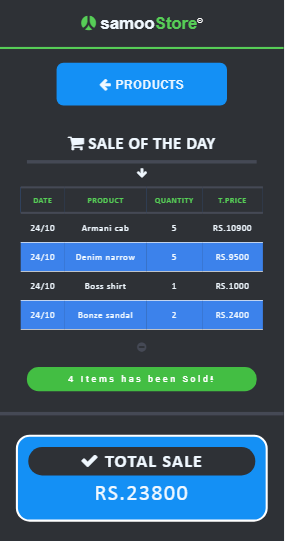 samooStore®
PRODUCTS
SALE OF THE DAY
DATE PRODUCT QUANTITY T.PRICE
24/10 Armani cab 5 RS.10900
24/10 Denim narrow 5 RS.9500
24/10 Boss shirt 1 RS.1000
24/10 Bonze sandal 2 RS.2400
4 Items has been Sold!
TOTAL SALE
RS.23800